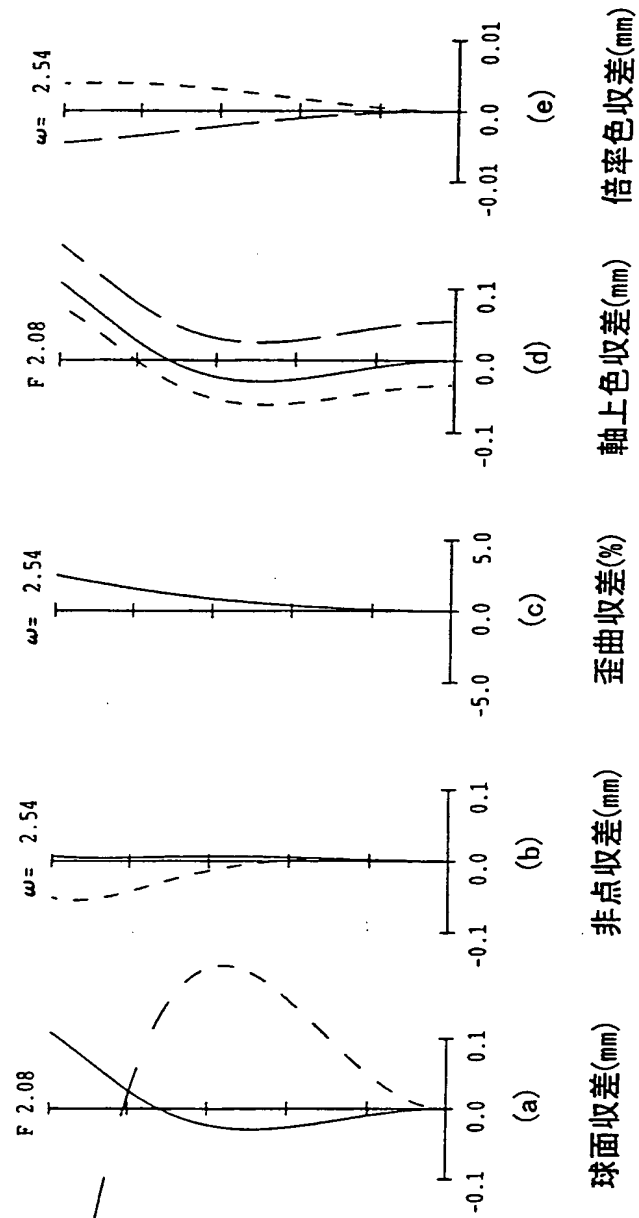 F 2.08
-0.1
0.0
0.1
(a)
球面収差(mm)
ω= 2.54
-0.1
0.0
0.1
(b)
非点収差(mm)
ω= 2.54
-5.0
0.0
5.0
(c)
歪曲収差(%)
F 2.08
-0.1
0.0
0.1
(d)
軸上色収差(mm)
ω= 2.54
-0.01
0.0
0.01
(e)
倍率色収差(mm)